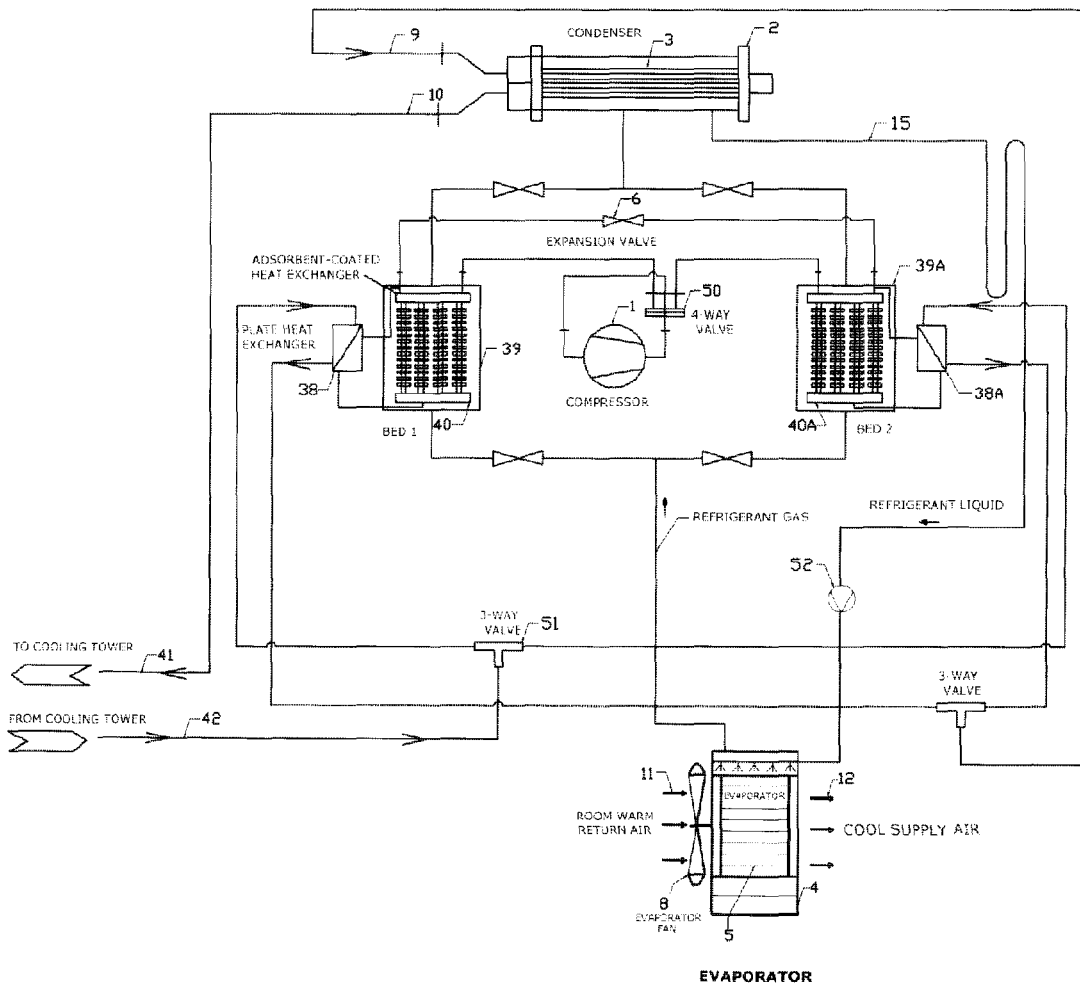 9
CONDENSER
3
2
10
15
6
EXPANSION VALVE
ADSORBENT-COATED
HEAT EXCHANGER
39A
50
4-WAY
VALVE
1
PLATE HEAT
EXCHANGER
39
38
38A
COMPRESSOR
40
40A
BED 1
BED 2
REFRIGERANT GAS
REFRIGERANT LIQUID
52
3-WAY
VALVE
51
TO COOLING TOWER
41
3-WAY
VALVE
FROM COOLING TOWER
42
11
12
EVAPORATOR
ROOM WARM
RETURN AIR
COOL SUPPLY AIR
8
4
EVAPORATOR
FAN
5
EVAPORATOR